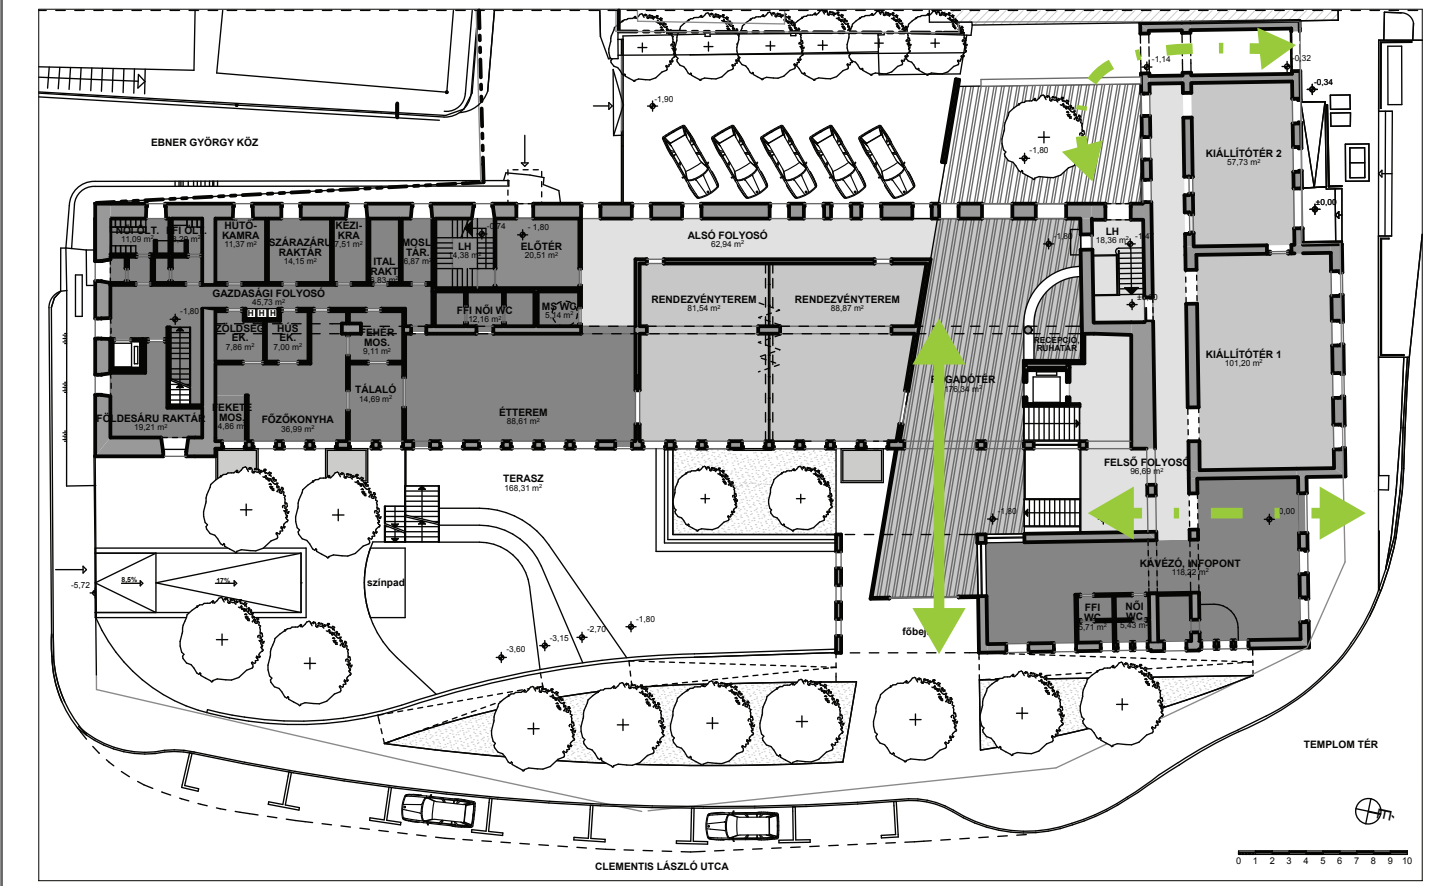 -1,14
-0,32
-0,34
-1,90
EBNER GYÖRGY KÖZ
-1,80
KIÁLLÍTÓTÉR 2
57,73 m²
±0,00
NŐI ÖLT.
11,09 m²
FFI ÖLT.
HŰTŐ-
KAMRA
11,37 m²
SZÁRAZÁRU
RAKTÁR
14,15 m²
KÉZI-
KRA
7,51 m²
ITAL
RAKT.
MOSL.
TÁR.
6,87 m²
LH
14,38 m²
-1,80
ELŐTÉR
20,51 m²
ALSÓ FOLYOSÓ
62,94 m²
-1,80
LH
18,36 m²
GAZDASÁGI FOLYOSÓ
45,73 m²
-1,80
H H H
FFI NŐI WC
12,16 m²
MS WC
5,14 m²
RENDEZVÉNYTEREM
81,54 m²
RENDEZVÉNYTEREM
88,87 m²
ZÖLDSÉG
EK.
7,86 m²
HÚS
EK.
7,00 m²
FEHÉR
MOS.
9,11 m²
RECEPCIÓ,
RUHATÁR
KIÁLLÍTÓTÉR 1
101,20 m²
FOGADÓTÉR
176,34 m²
TÁLALÓ
14,69 m²
FÖLDESÁRU RAKTÁR
19,21 m²
FEKETE
MOS.
4,86 m²
FŐZŐKONYHA
36,99 m²
ÉTTEREM
88,61 m²
FELSŐ FOLYOSÓ
96,69 m²
TERASZ
168,31 m²
-1,80
KÁVÉZÓ, INFOPONT
118,22 m²
-5,72
8,5%
17%
színpad
FFI
WC
5,71 m²
NŐI
WC
5,43 m²
-1,80
-2,70
-3,15
-3,60
TEMPLOM TÉR
CLEMENTIS LÁSZLÓ UTCA
É
0 1 2 3 4 5 6 7 8 9 10